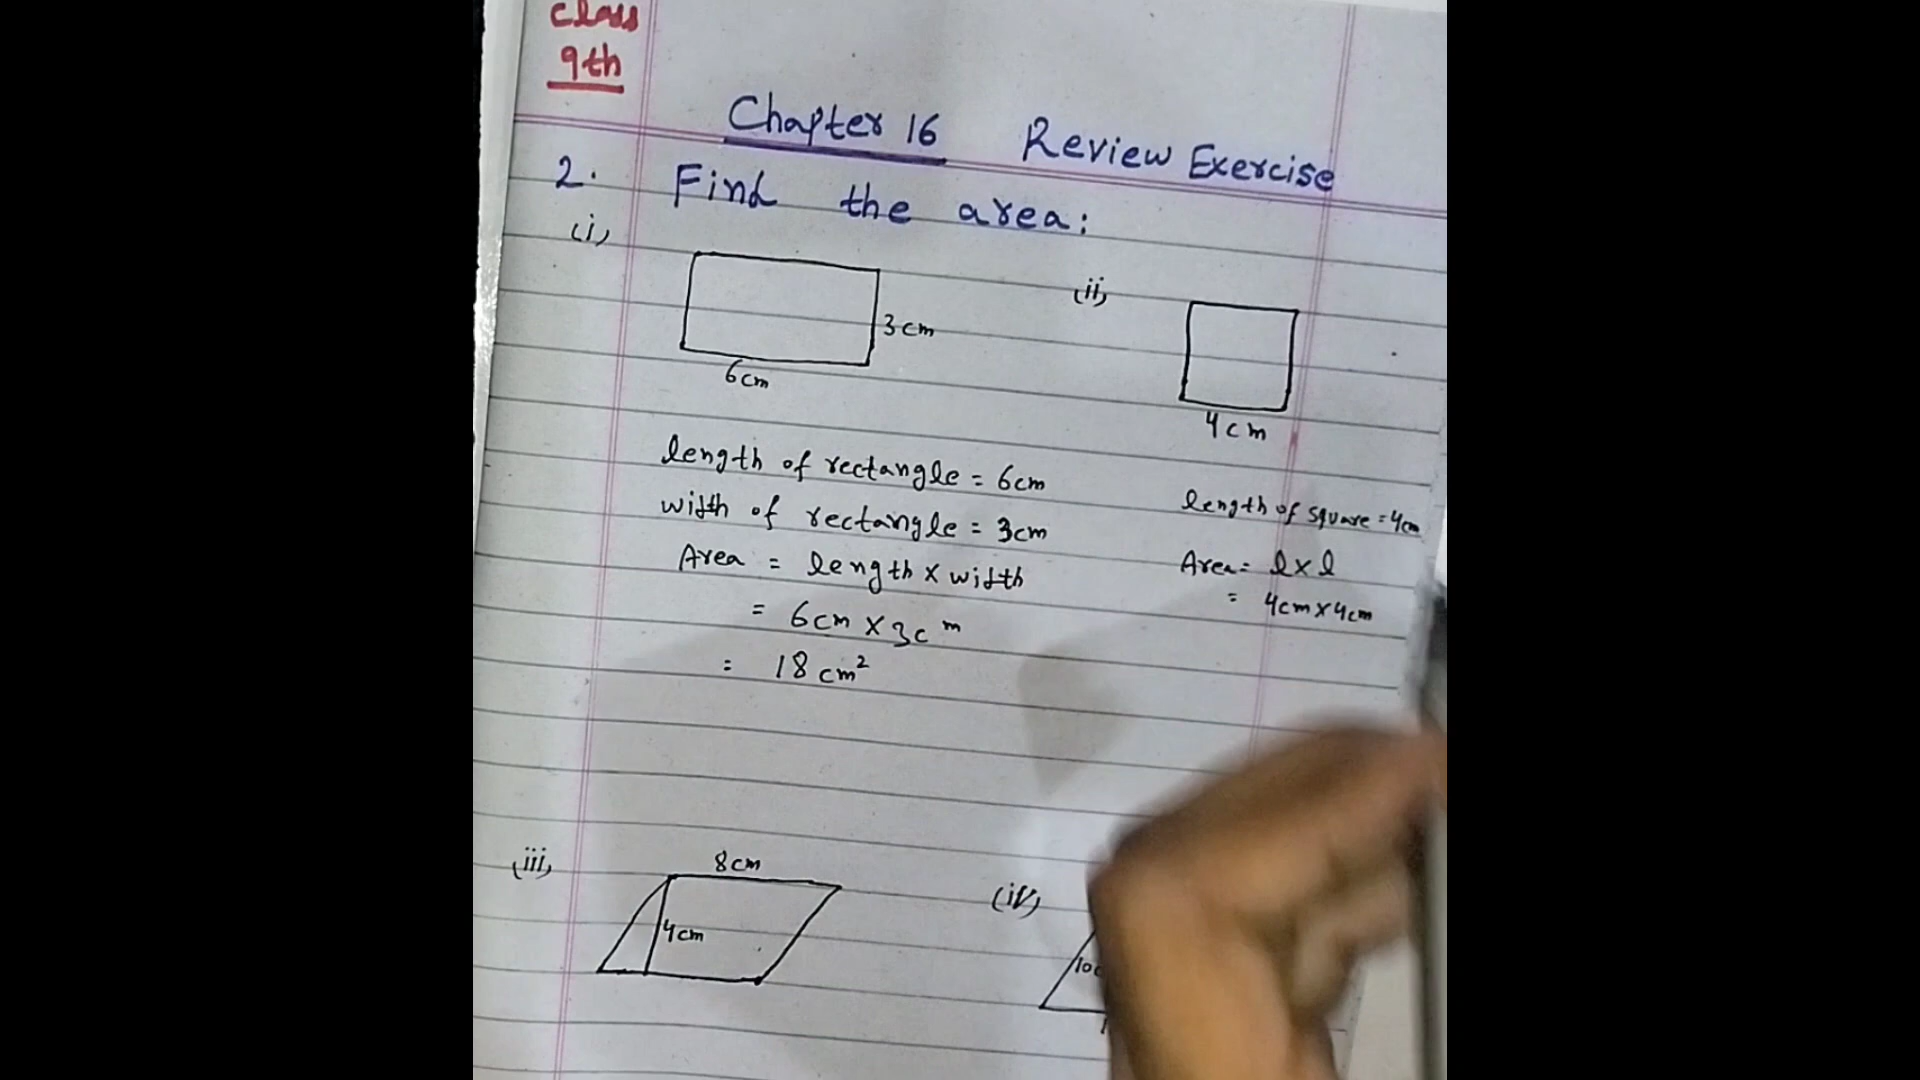 Class
9th
Chapter 16 Review Exercise
2. Find the area:
(i)
3cm
6cm
(ii)
4cm
length of rectangle = 6cm
width of rectangle = 3cm
Area = length x width
= 6cm x 3cm
= 18cm²
length of square = 4cm
Area = l x l
= 4cm x 4cm
(iii)
8cm
4cm
(iv)